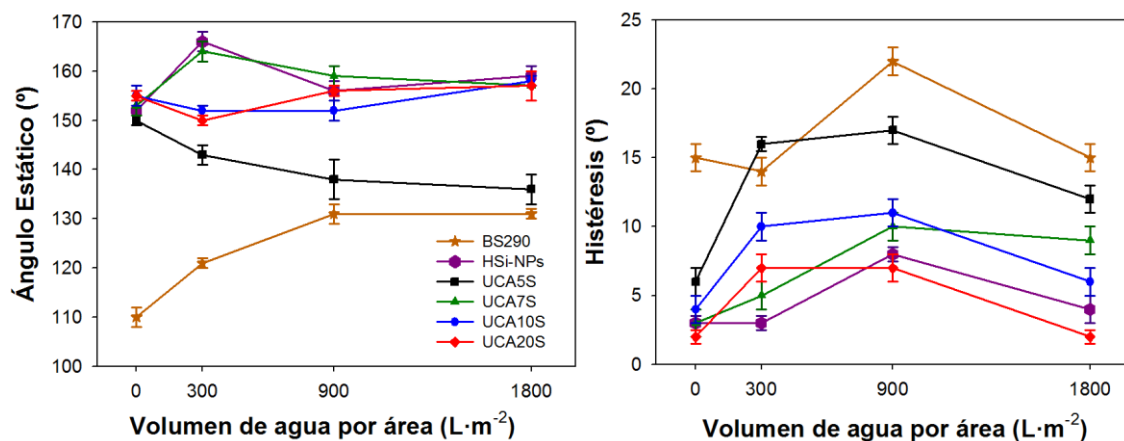 170
160
150
140
130
120
110
100
Ángulo Estático (º)
BS290
HSi-NPs
UCA5S
UCA7S
UCA10S
UCA20S
0 300 900 1800
Volumen de agua por área (L·m-2)
25
20
15
10
5
0
Histéresis (º)
0 300 900 1800
Volumen de agua por área (L·m-2)